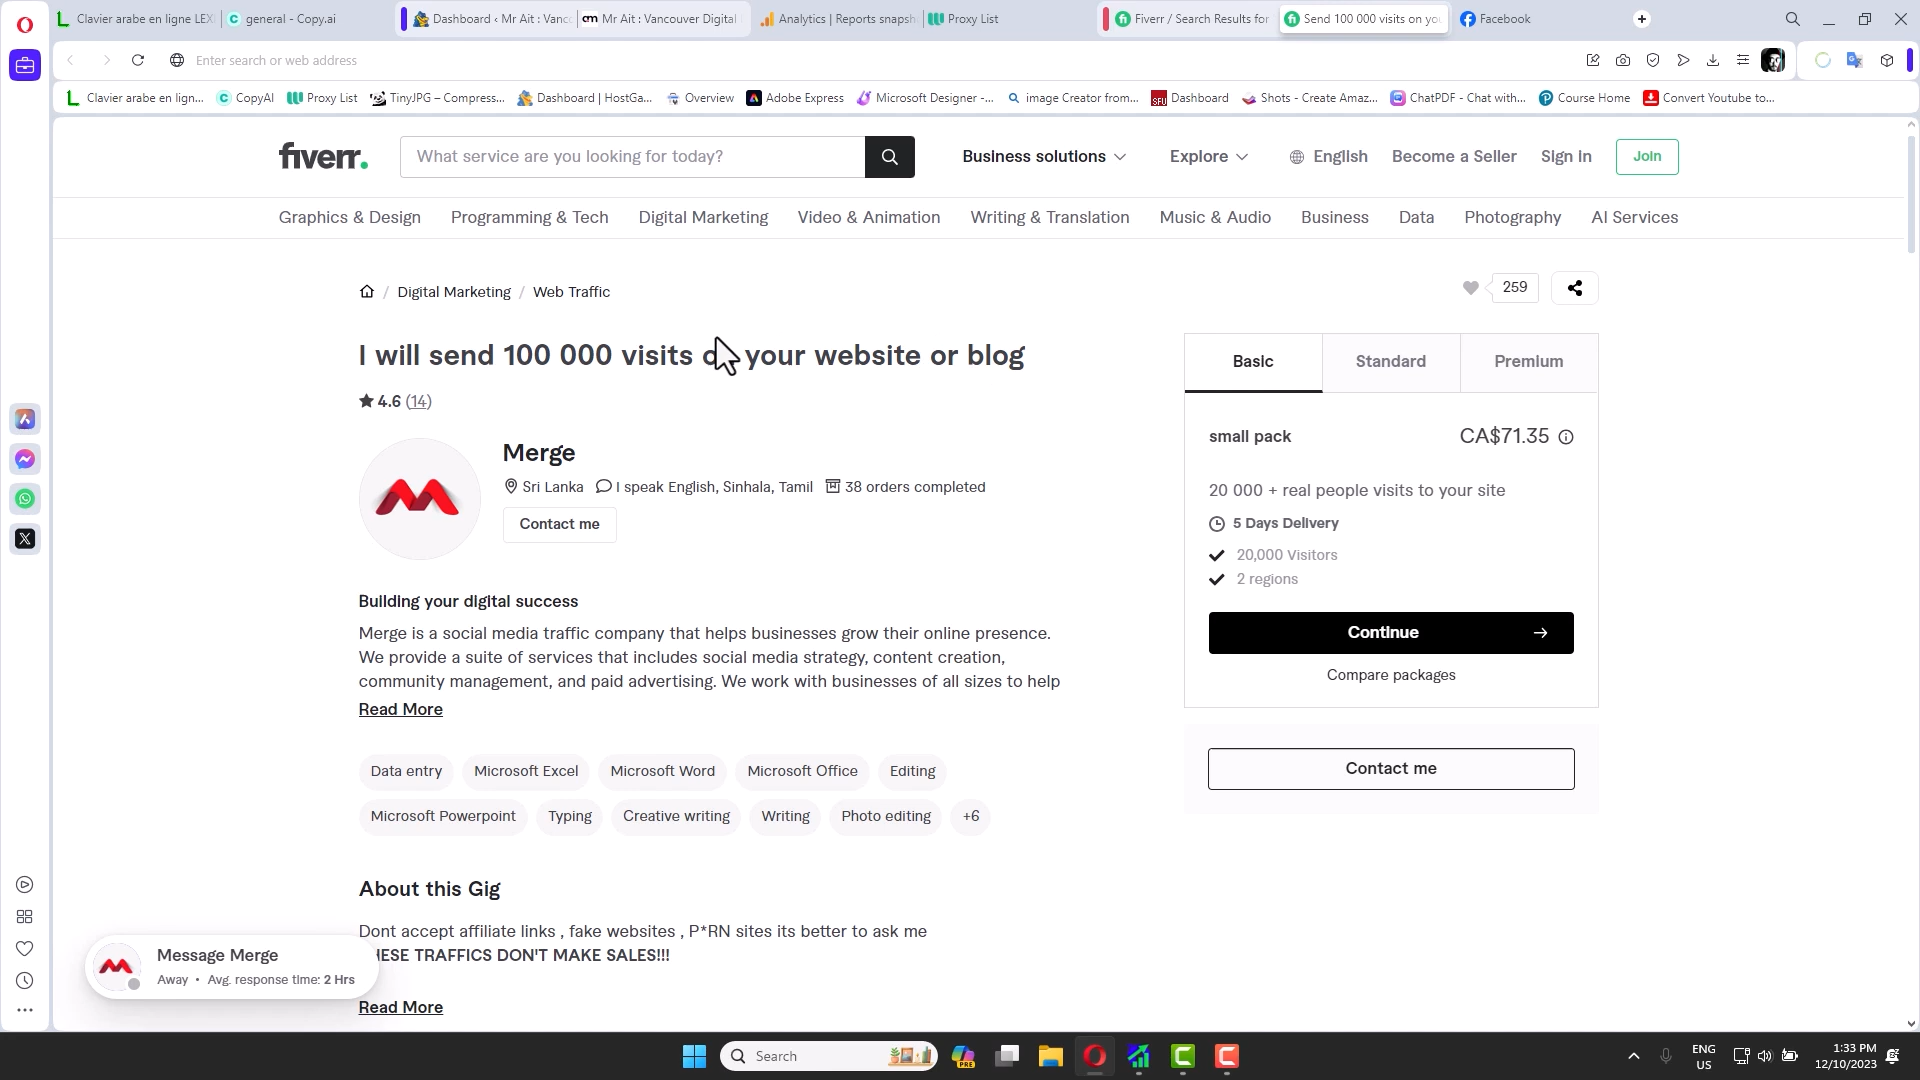 Clavier arabe en ligne LEX
general - Copy.ai
Dashboard ‹ Mr Ait : Vanc
Mr Ait : Vancouver Digital
Analytics | Reports snapsh
Proxy List
Fiverr / Search Results for
Send 100 000 visits on you
Facebook
Enter search or web address
Clavier arabe en lign...
CopyAI
Proxy List
TinyJPG – Compress...
Dashboard | HostGa...
Overview
Adobe Express
Microsoft Designer -...
image Creator from...
SFU
Dashboard
Shots - Create Amaz...
ChatPDF - Chat with...
Course Home
Convert Youtube to...
fiverr.
What service are you looking for today?
Business solutions
Explore
English
Become a Seller
Sign in
Join
Graphics & Design
Programming & Tech
Digital Marketing
Video & Animation
Writing & Translation
Music & Audio
Business
Data
Photography
AI Services
/ Digital Marketing / Web Traffic
259
I will send 100 000 visits on your website or blog
4.6 (14)
Merge
Sri Lanka
I speak English, Sinhala, Tamil
38 orders completed
Contact me
Building your digital success
Merge is a social media traffic company that helps businesses grow their online presence.
We provide a suite of services that includes social media strategy, content creation,
community management, and paid advertising. We work with businesses of all sizes to help
Read More
Data entry
Microsoft Excel
Microsoft Word
Microsoft Office
Editing
Microsoft Powerpoint
Typing
Creative writing
Writing
Photo editing
+6
About this Gig
Dont accept affiliate links , fake websites , P*RN sites its better to ask me
HESE TRAFFICS DON'T MAKE SALES!!!
Read More
Basic
Standard
Premium
small pack
CA$71.35
20 000 + real people visits to your site
5 Days Delivery
20,000 Visitors
2 regions
Continue
Compare packages
Contact me
Message Merge
Away • Avg. response time: 2 Hrs
Search
PRE
ENG
US
1:33 PM
12/10/2023